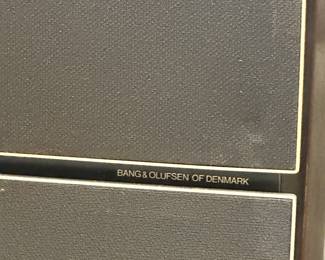 BANG & OLUFSEN OF DENMARK